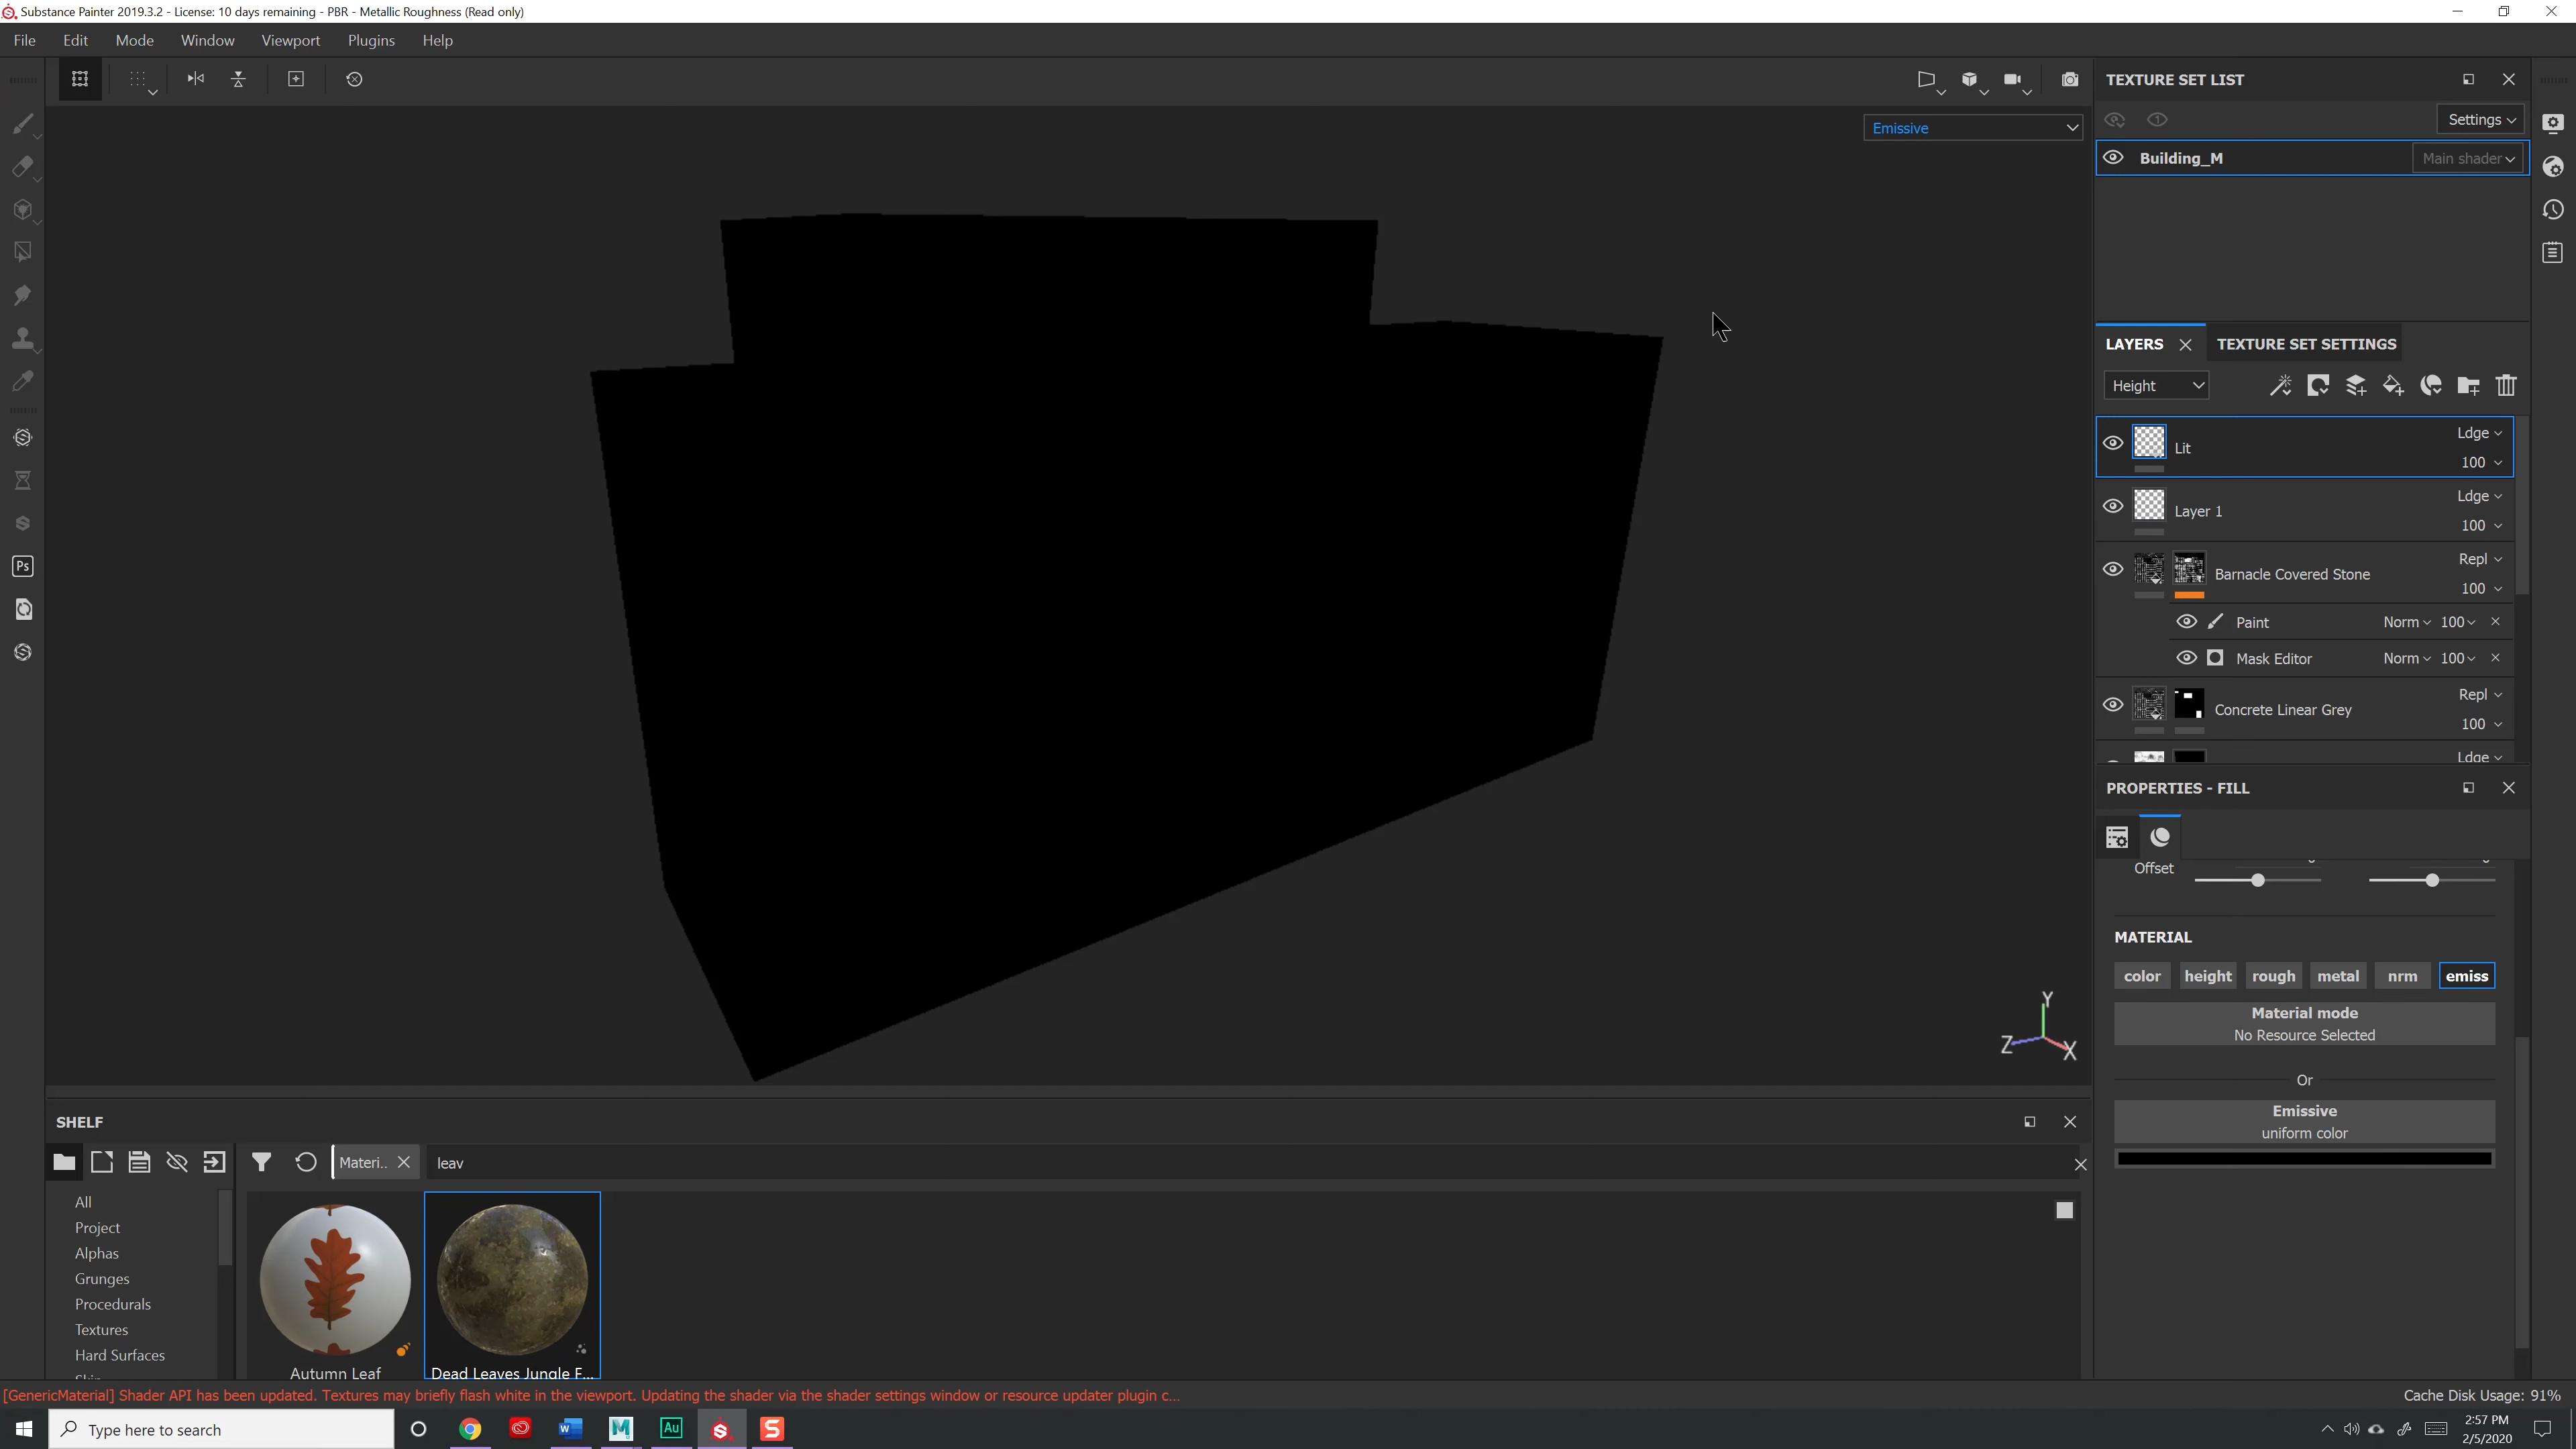 Substance Painter 2019.3.2 - License: 10 days remaining - PBR - Metallic Roughness (Read only)
File Edit Mode Window Viewport Plugins Help
Emissive
TEXTURE SET LIST
Settings
Building_M Main shader
LAYERS TEXTURE SET SETTINGS
Height
Lit Ldge
100
Layer 1 Ldge
100
Barnacle Covered Stone Repl
100
Paint Norm 100
Mask Editor Norm 100
Concrete Linear Grey Repl
100
Ldge
PROPERTIES - FILL
Offset
MATERIAL
color height rough metal nrm emiss
Material mode
No Resource Selected
Or
Emissive
uniform color
Y
Z X
SHELF
Materi.. leav
All
Project
Alphas
Grunges
Procedurals
Textures
Hard Surfaces
Autumn Leaf Dead Leaves Jungle F...
[GenericMaterial] Shader API has been updated. Textures may briefly flash white in the viewport. Updating the shader via the shader settings window or resource updater plugin c...
Cache Disk Usage: 91%
Ps
Type here to search
Au
2:57 PM
2/5/2020